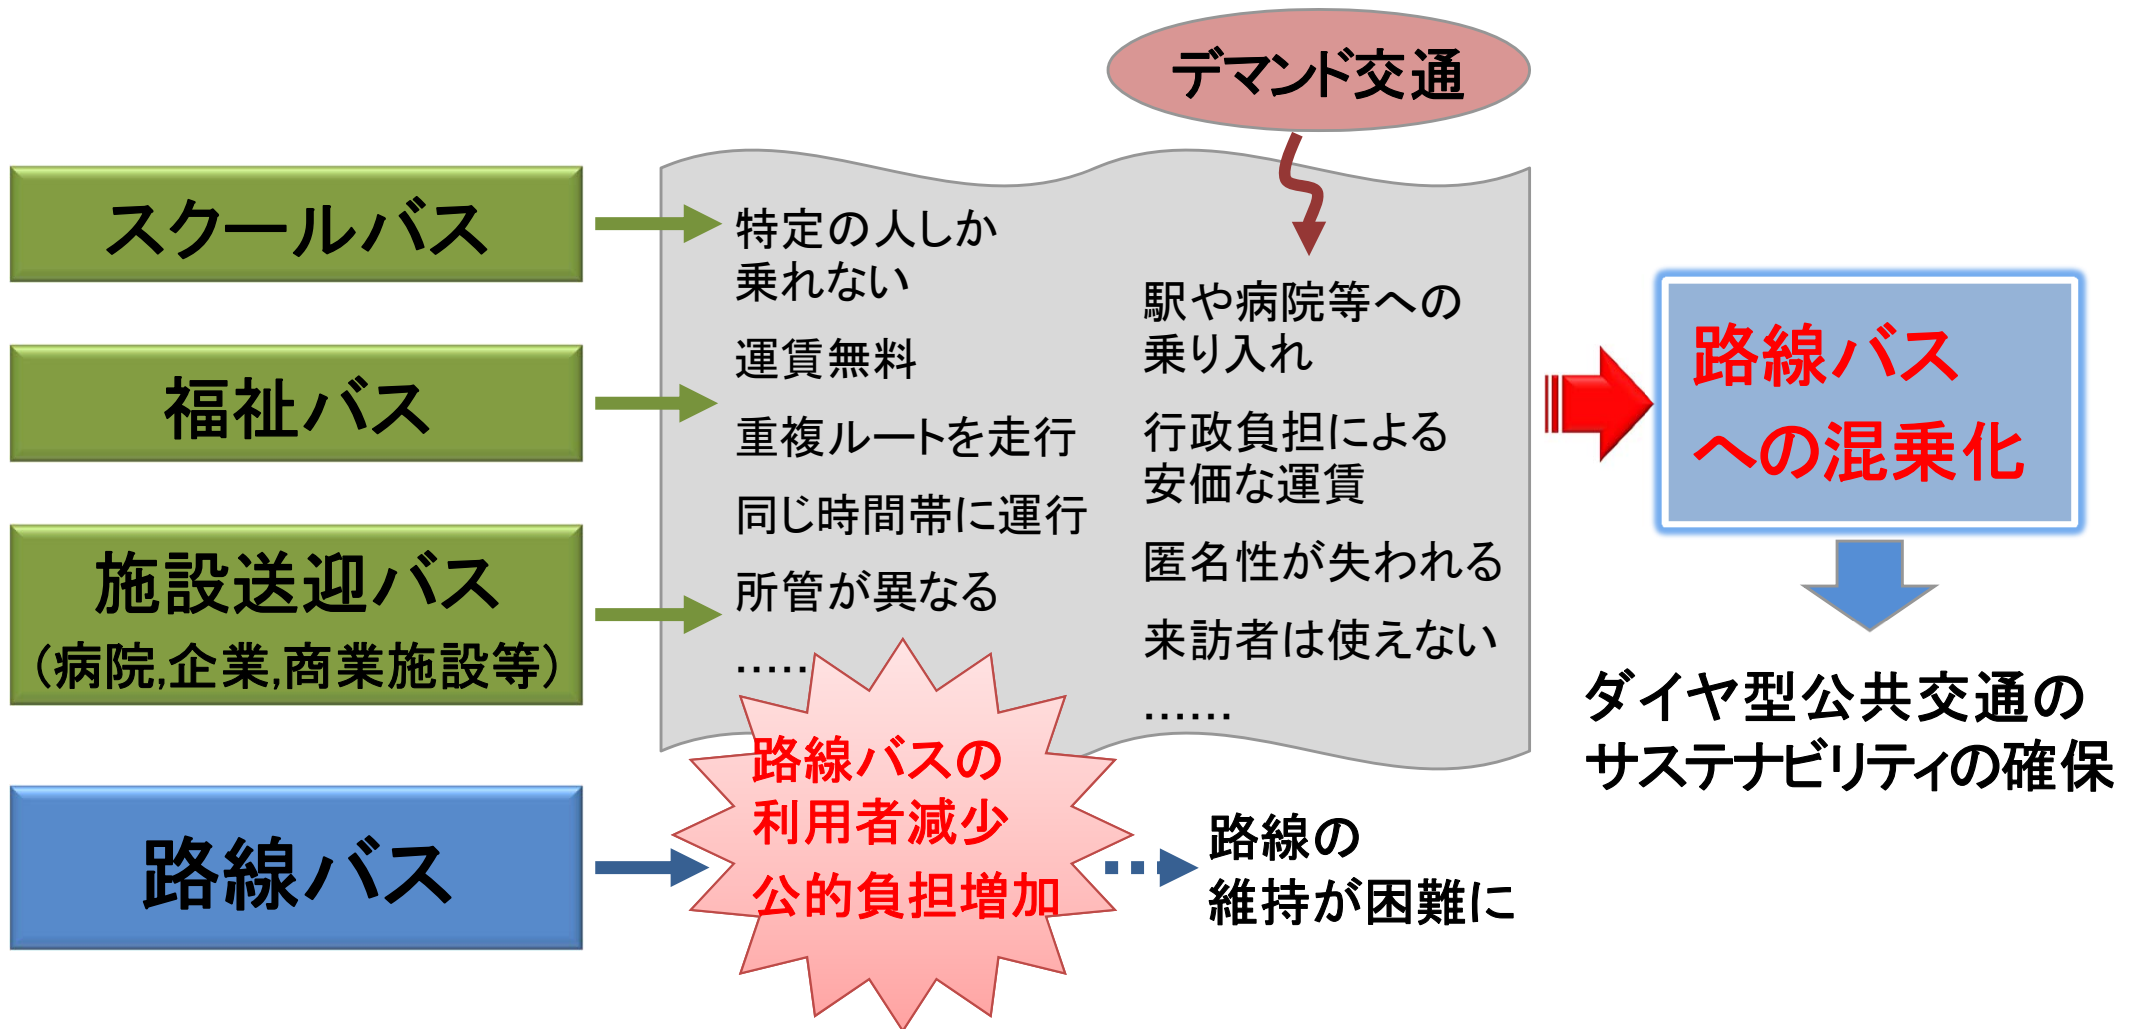 デマンド交通
スクールバス
福祉バス
施設送迎バス
（病院,企業,商業施設等）
路線バス
特定の人しか
乗れない
運賃無料
重複ルートを走行
同じ時間帯に運行
所管が異なる
……
駅や病院等への
乗り入れ
行政負担による
安価な運賃
匿名性が失われる
来訪者は使えない
……
路線バスの
利用者減少
公的負担増加
路線の
維持が困難に
路線バス
への混乗化
ダイヤ型公共交通の
サステナビリティの確保